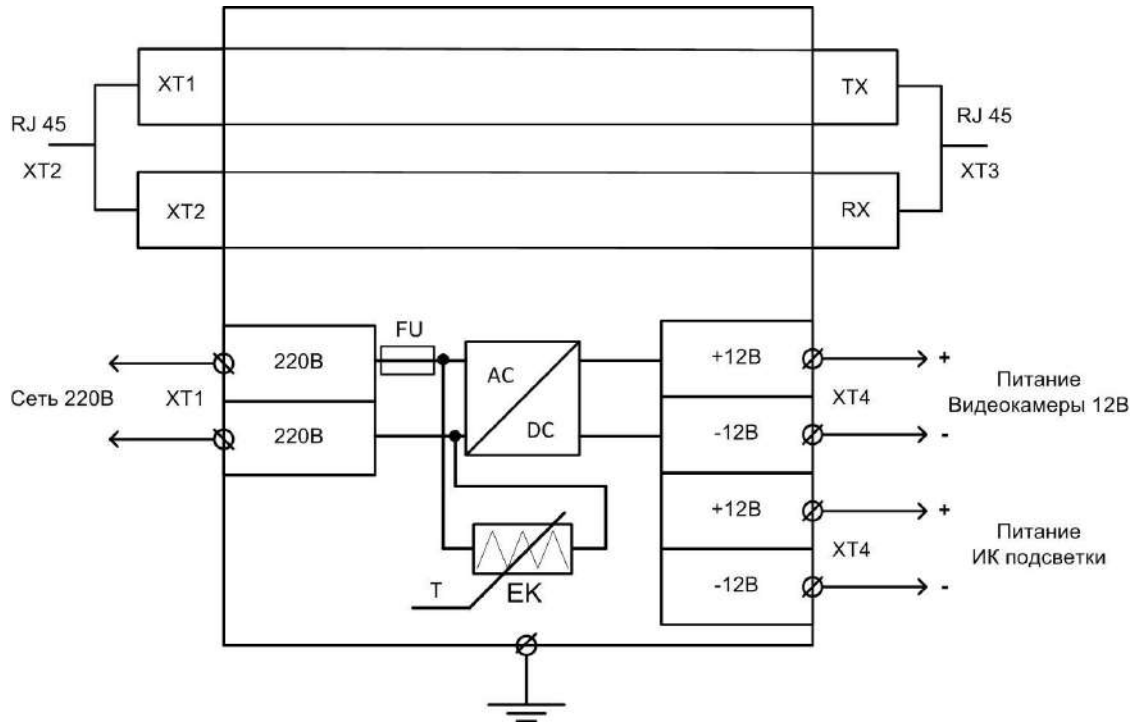 XT1
TX
RJ 45
XT2
RJ 45
XT3
XT2
RX
FU
220В
+12В
AC
DC
Сеть 220В
XT1
220В
-12В
XT4
+
-
Питание
Видеокамеры 12В
+12В
-12В
XT4
+
-
Питание
ИК подсветки
T
EK